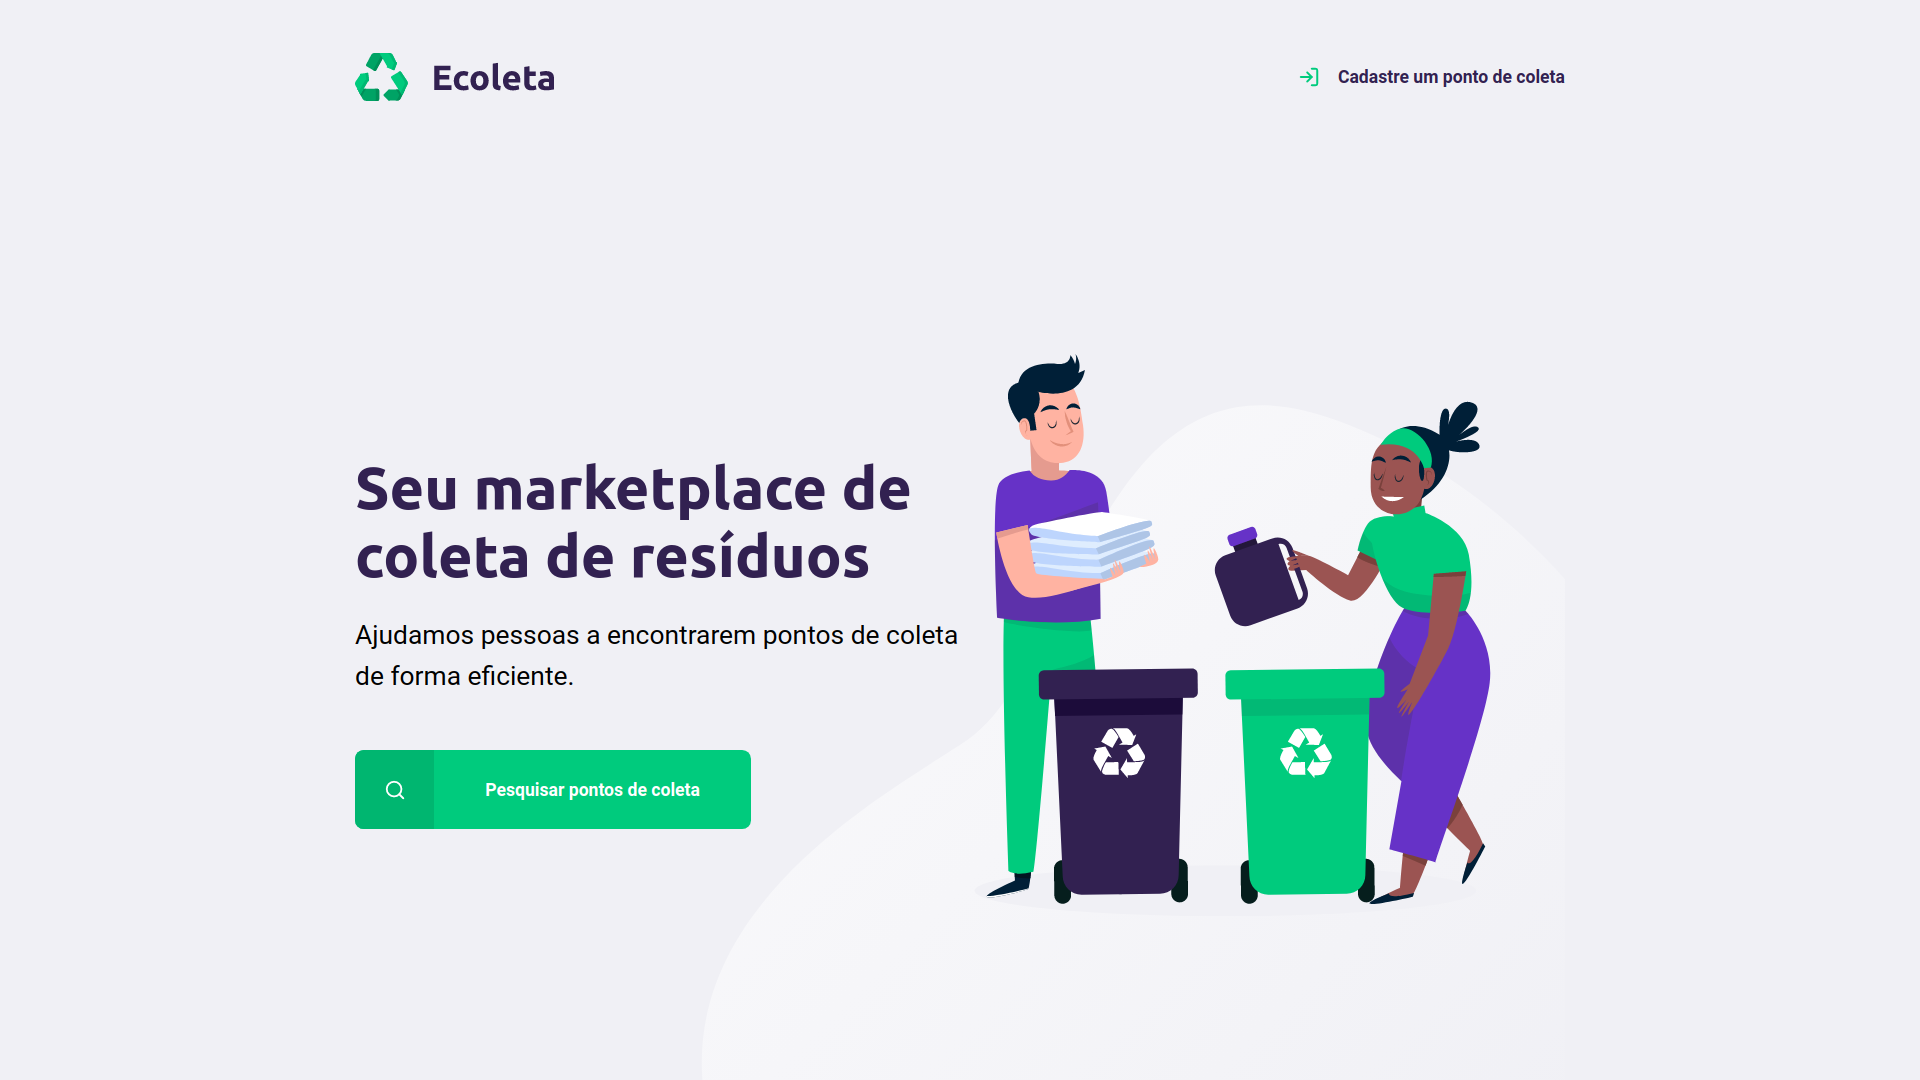 Ecoleta
Cadastre um ponto de coleta
Seu marketplace de
coleta de resíduos
Ajudamos pessoas a encontrarem pontos de coleta
de forma eficiente.
Pesquisar pontos de coleta